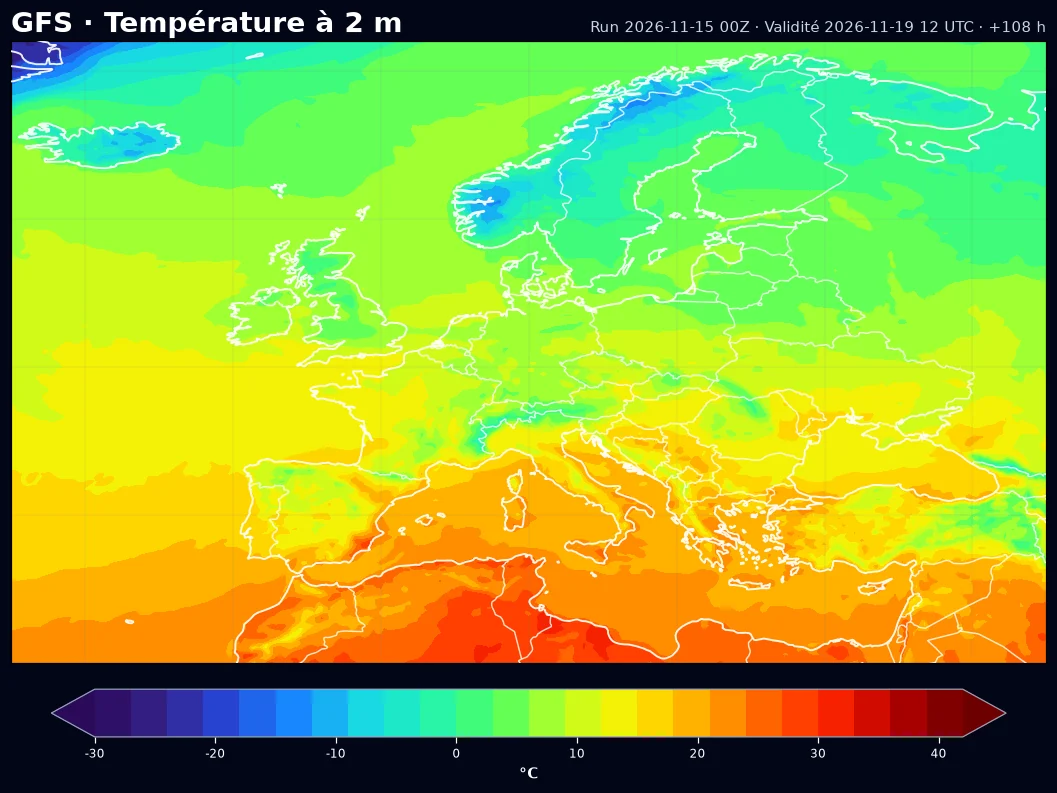 GFS · Température à 2 m
Run 2026-11-15 00Z · Validité 2026-11-19 12 UTC · +108 h
-30 -20 -10 0 10 20 30 40
°C